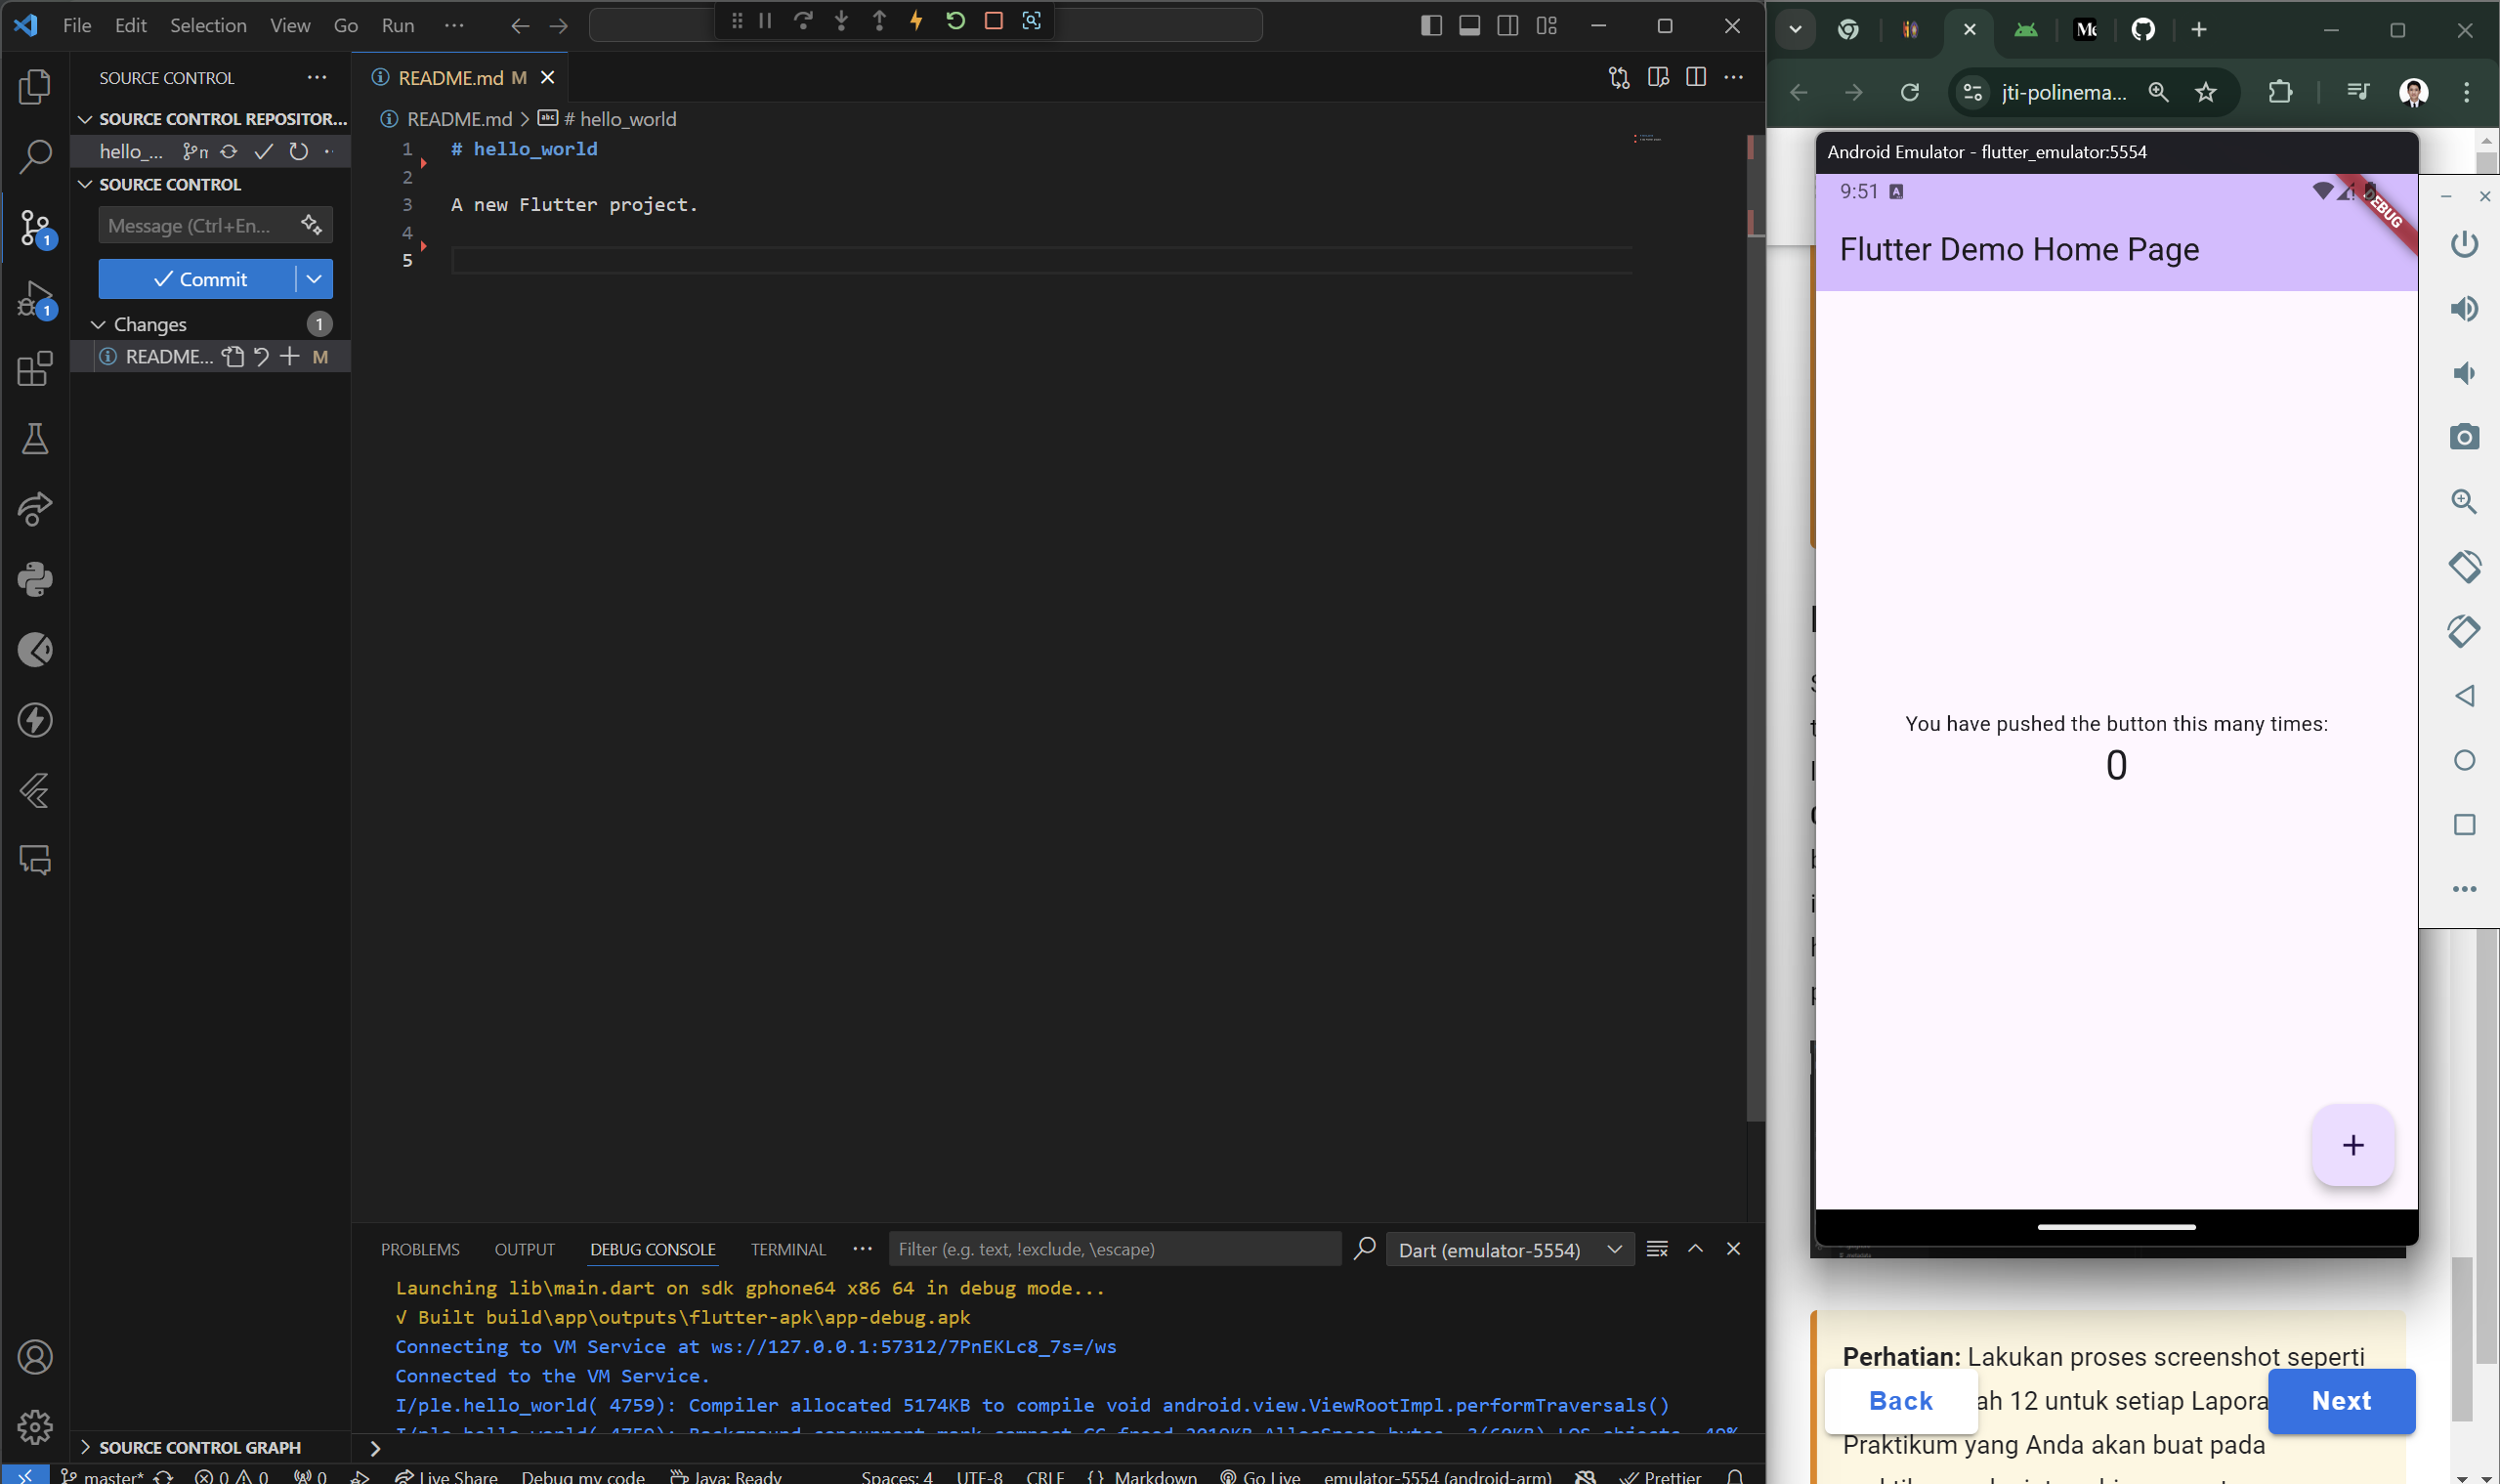 File Edit Selection View Go Run ···
SOURCE CONTROL
SOURCE CONTROL REPOSITOR...
hello_...
SOURCE CONTROL
Message (Ctrl+En...
Commit
Changes 1
README... M
SOURCE CONTROL GRAPH
1
1
README.md M
README.md > # hello_world
1 # hello_world
2
3 A new Flutter project.
4
5
PROBLEMS OUTPUT DEBUG CONSOLE TERMINAL ··· Filter (e.g. text, !exclude, \escape) Dart (emulator-5554)
Launching lib\main.dart on sdk gphone64 x86 64 in debug mode...
√ Built build\app\outputs\flutter-apk\app-debug.apk
Connecting to VM Service at ws://127.0.0.1:57312/7PnEKLc8_7s=/ws
Connected to the VM Service.
I/ple.hello_world( 4759): Compiler allocated 5174KB to compile void android.view.ViewRootImpl.performTraversals()
master* 0 0 0 Live Share Debug my code Java: Ready Spaces: 4 UTF-8 CRLF {} Markdown Go Live emulator-5554 (android-arm) Prettier
jti-polinema...
Android Emulator - flutter_emulator:5554
9:51
DEBUG
Flutter Demo Home Page
You have pushed the button this many times:
0
+
Perhatian: Lakukan proses screenshot seperti
Back ah 12 untuk setiap Lapora Next
Praktikum yang Anda akan buat pada